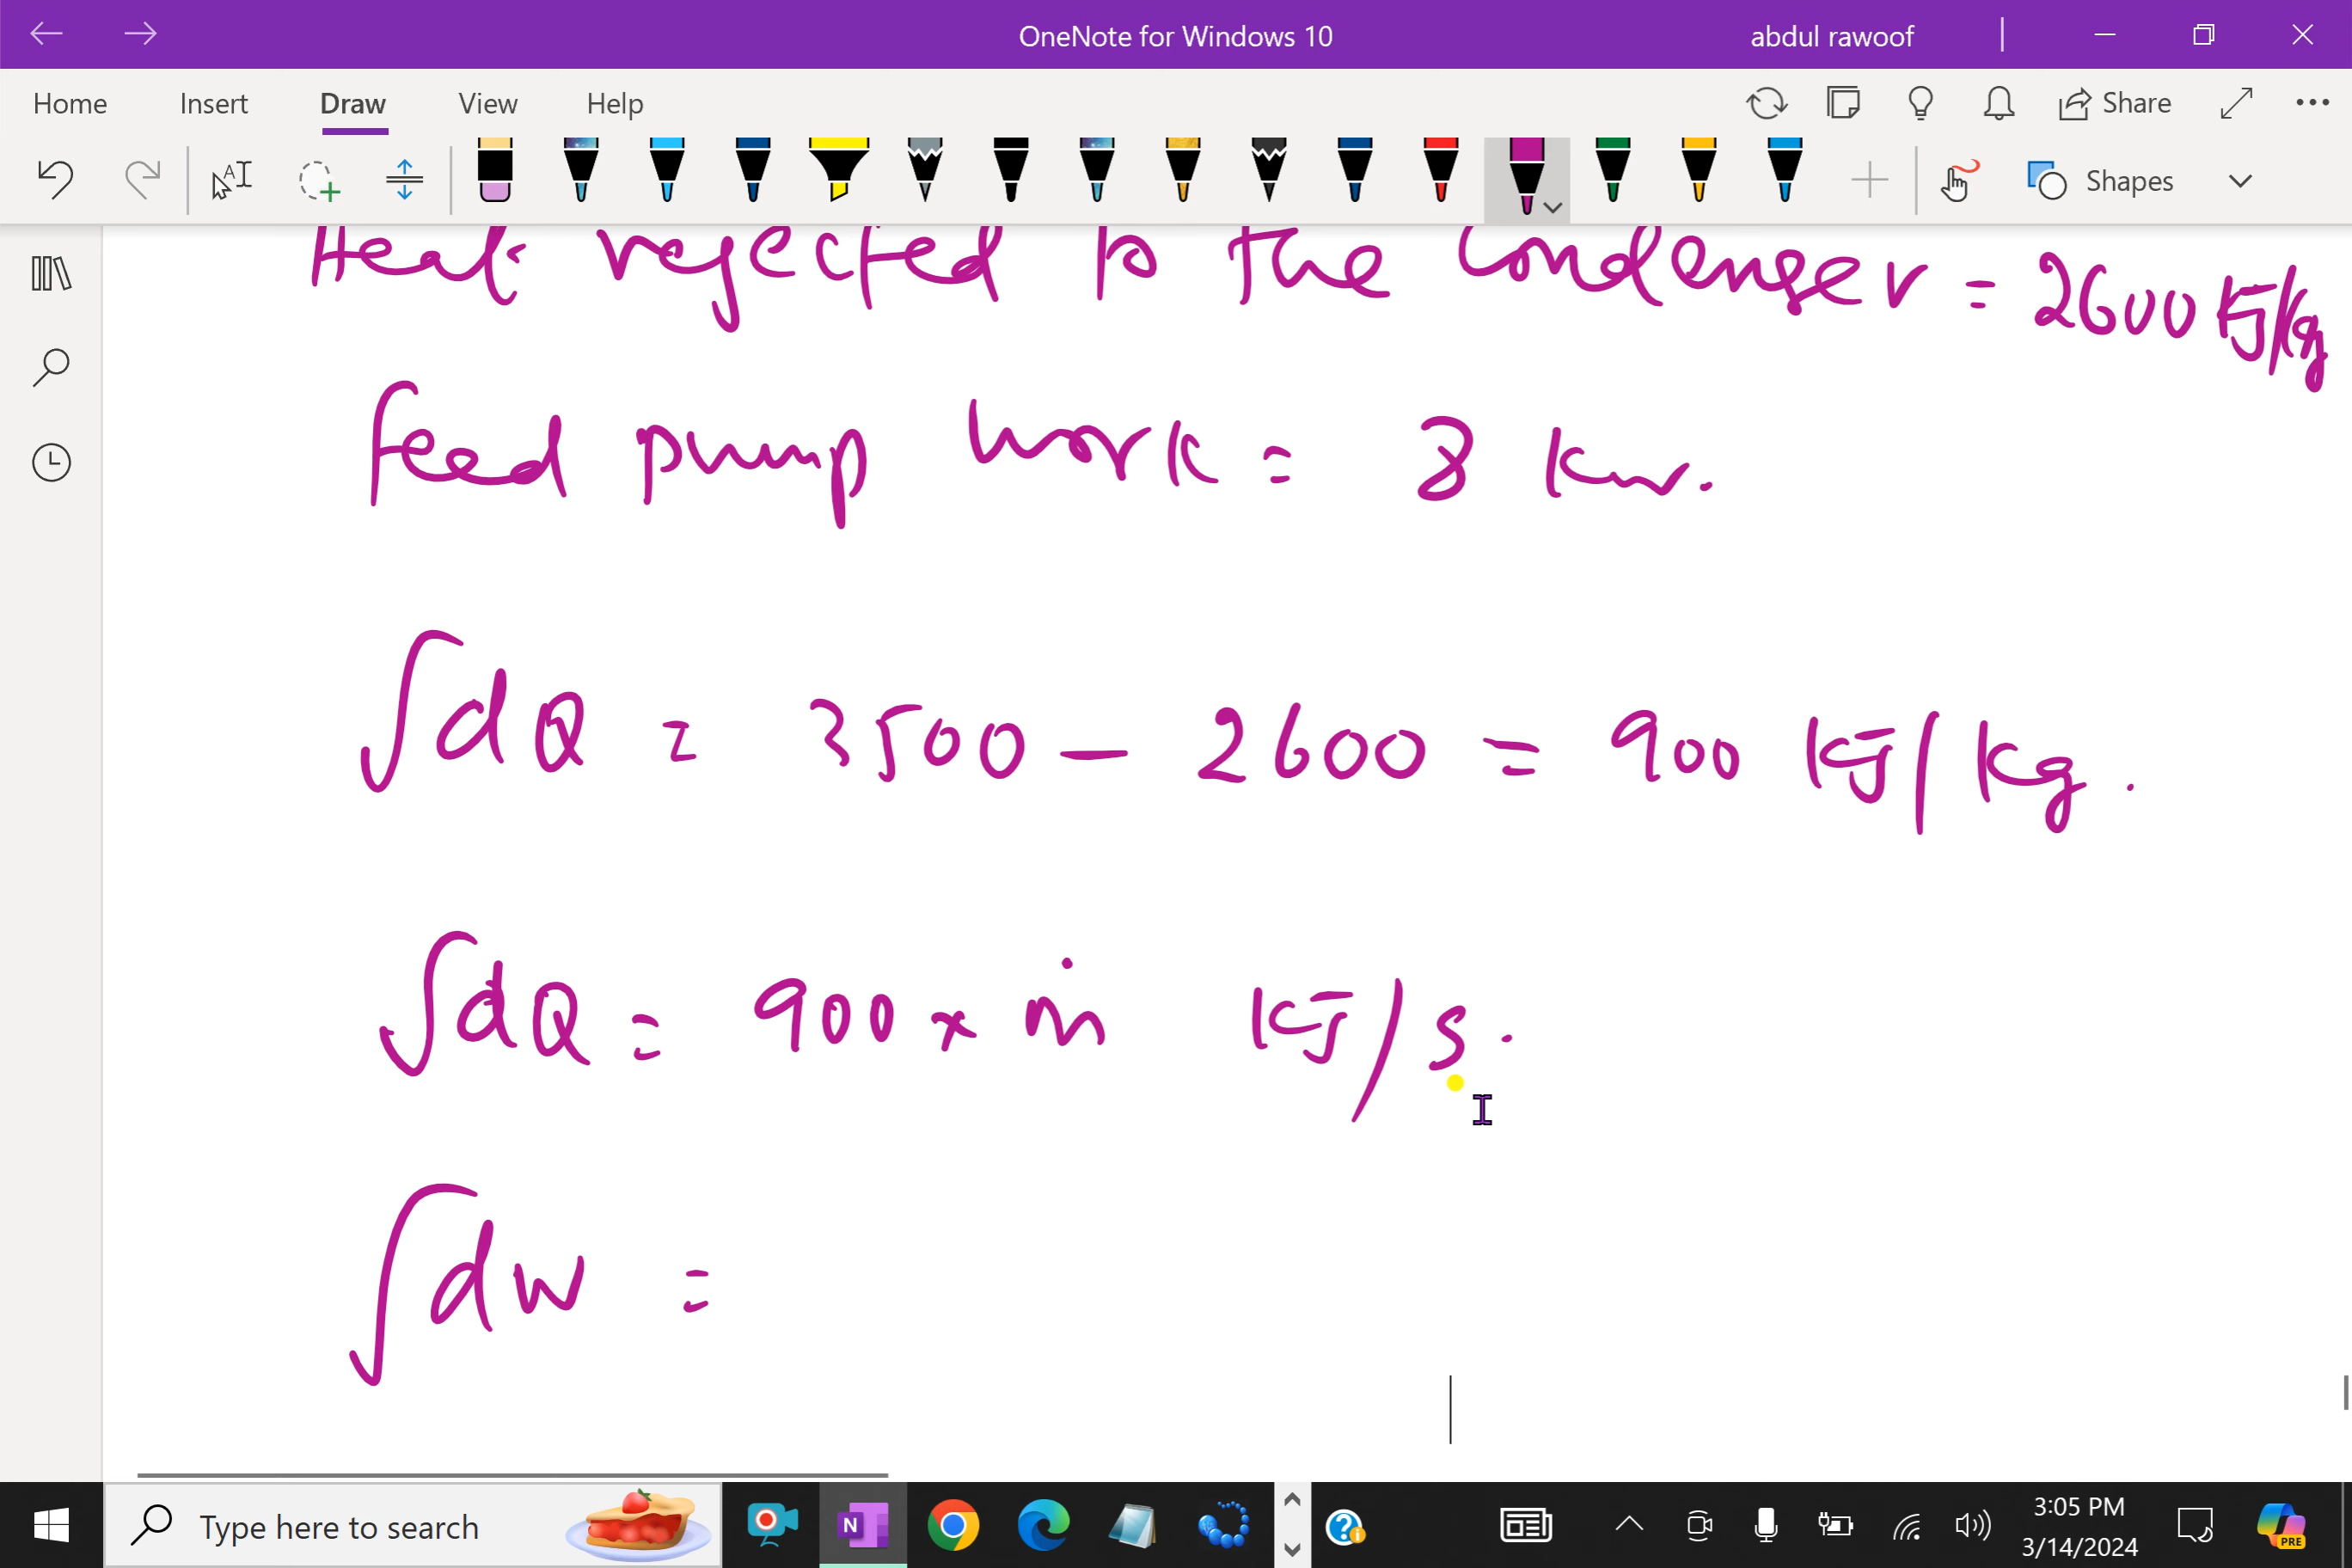 OneNote for Windows 10
abdul rawoof
Home Insert Draw View Help
Share
Shapes
Heat rejected to the Condenser = 2600 kJ/kg
feed pump work = 8 kw.
∫dQ = 3500 – 2600 = 900 kJ/kg.
∫dQ = 900 × ṁ kJ/s.
∫dw =
Type here to search
N
PRE
3:05 PM
3/14/2024